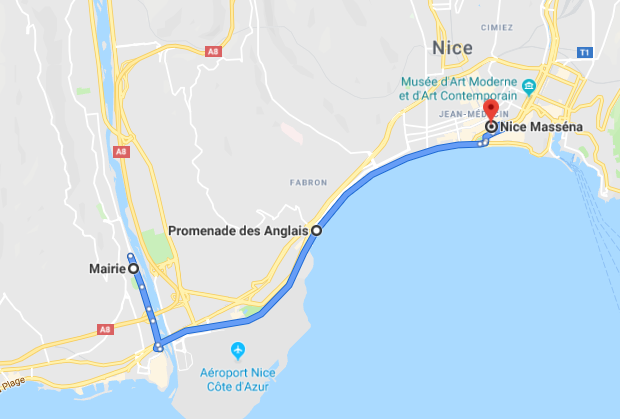 CIMIEZ
Nice
A8
T1
Musée d'Art Moderne
et d'Art Contemporain
JEAN-MÉDECIN
Nice Masséna
A8
FABRON
Promenade des Anglais
Mairie
A8
Aéroport Nice
Côte d'Azur
Plage